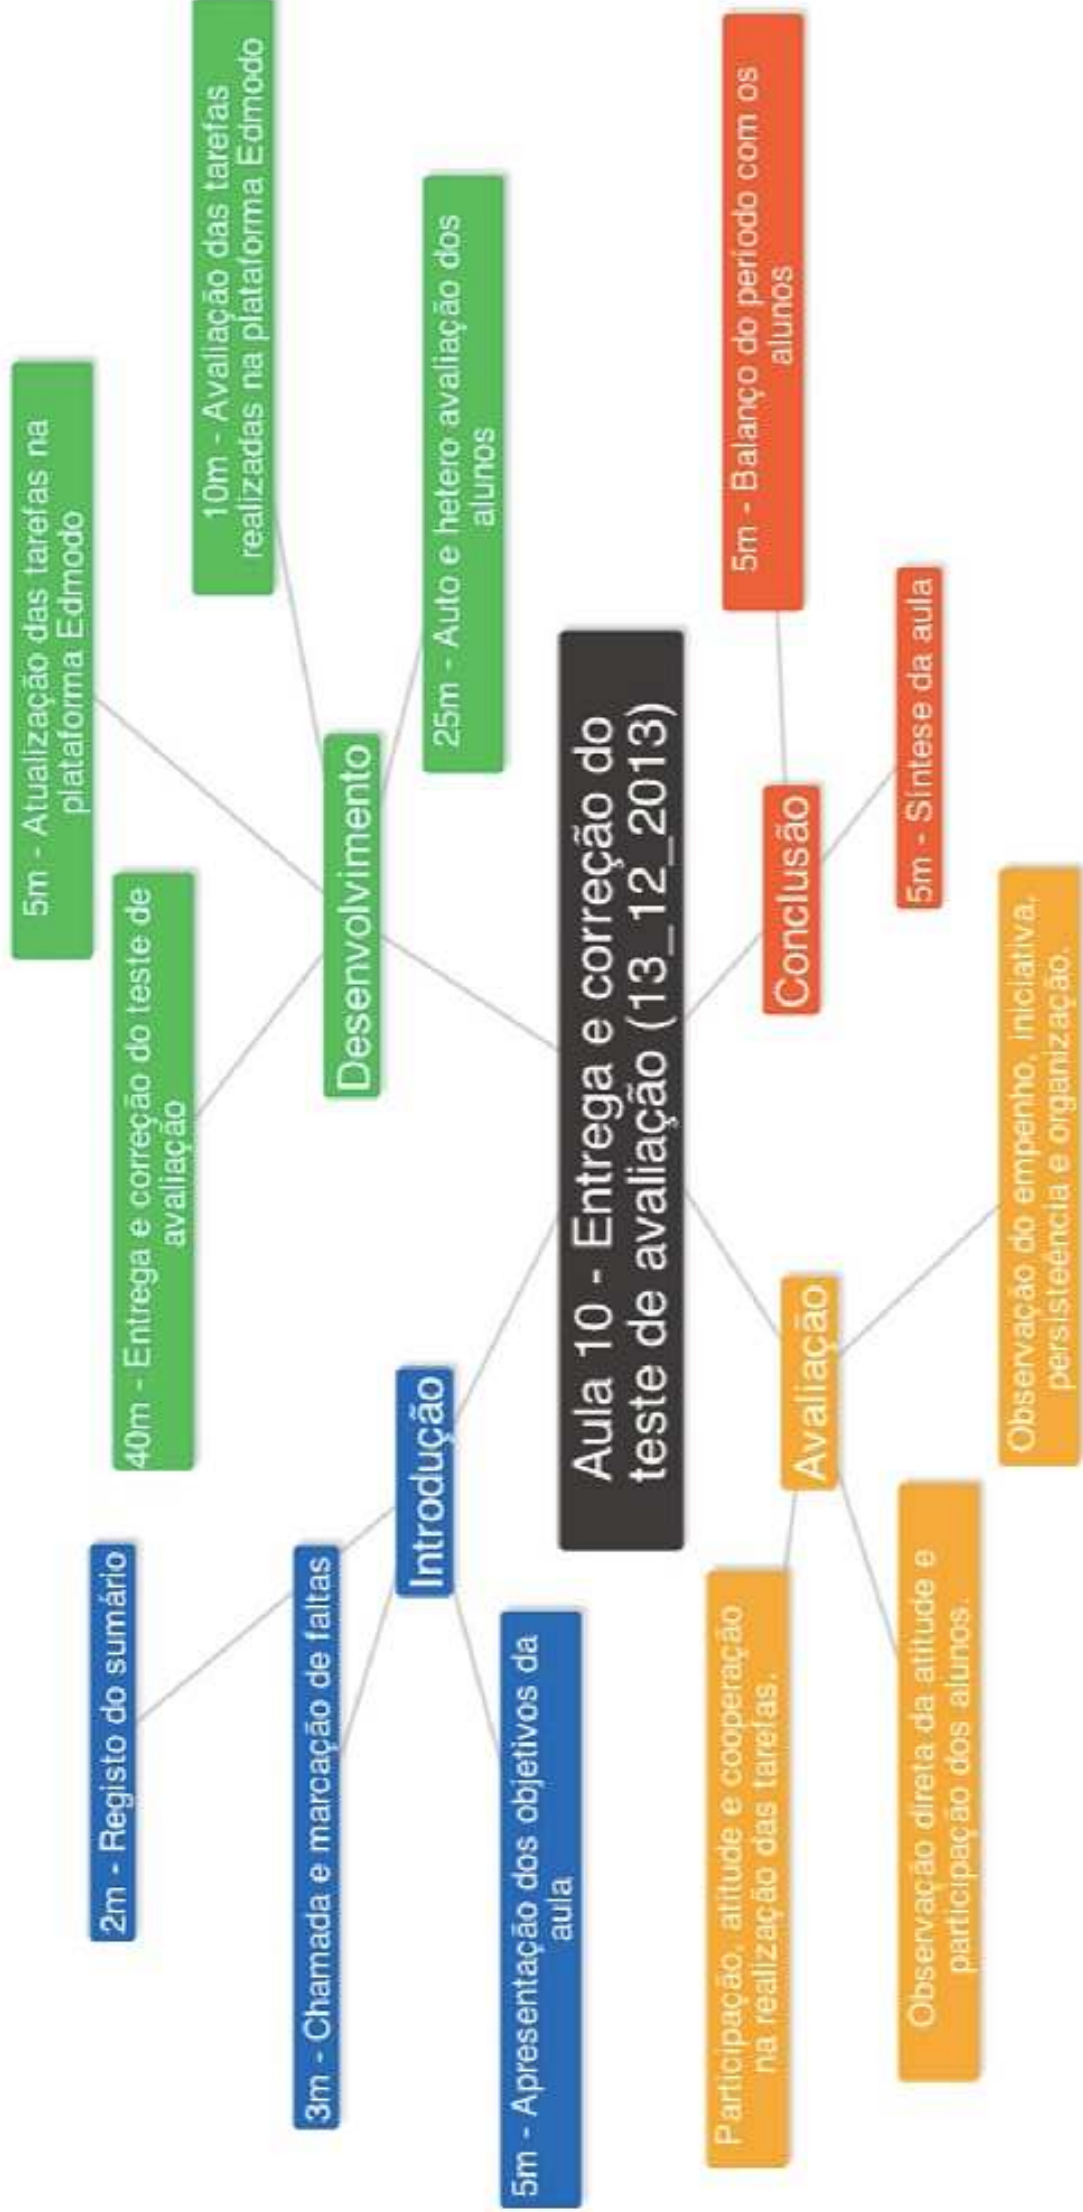 2m - Registo do sumário
3m - Chamada e marcação de faltas
5m - Apresentação dos objetivos da
aula
Introdução
40m - Entrega e correção do teste de
avaliação
5m - Atualização das tarefas na
plataforma Edmodo
10m - Avaliação das tarefas
realizadas na plataforma Edmodo
25m - Auto e hetero avaliação dos
alunos
Desenvolvimento
Aula 10 - Entrega e correção do
teste de avaliação (13_12_2013)
Participação, atitude e cooperação
na realização das tarefas.
Observação direta da atitude e
participação dos alunos.
Avaliação
Observação do empenho, iniciativa,
persisteência e organização.
Conclusão
5m - Balanço do período com os
alunos
5m - Síntese da aula